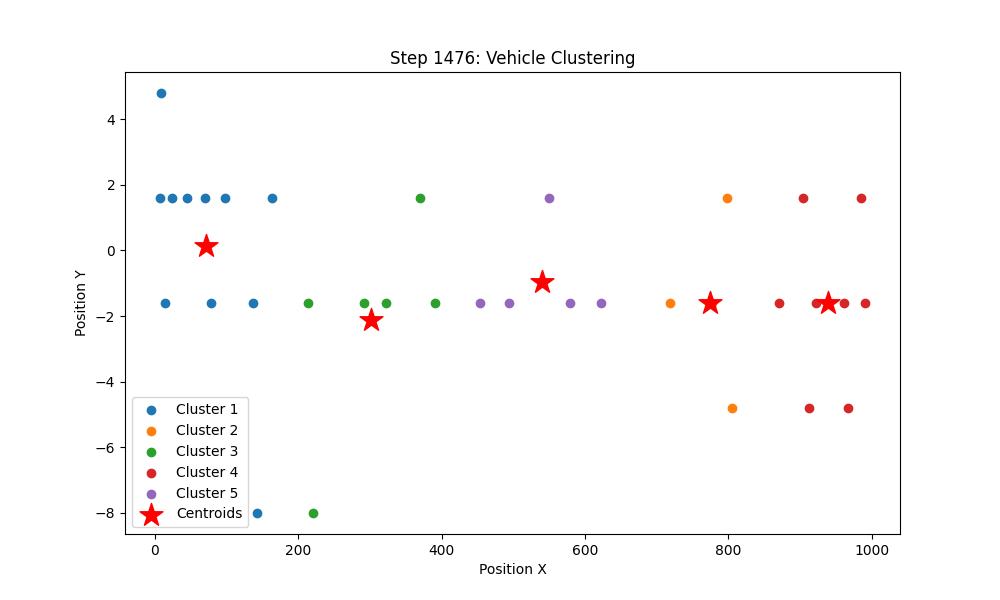 Step 1476: Vehicle Clustering
Position Y
4
2
0
−2
−4
−6
−8
Cluster 1
Cluster 2
Cluster 3
Cluster 4
Cluster 5
Centroids
0 200 400 600 800 1000
Position X